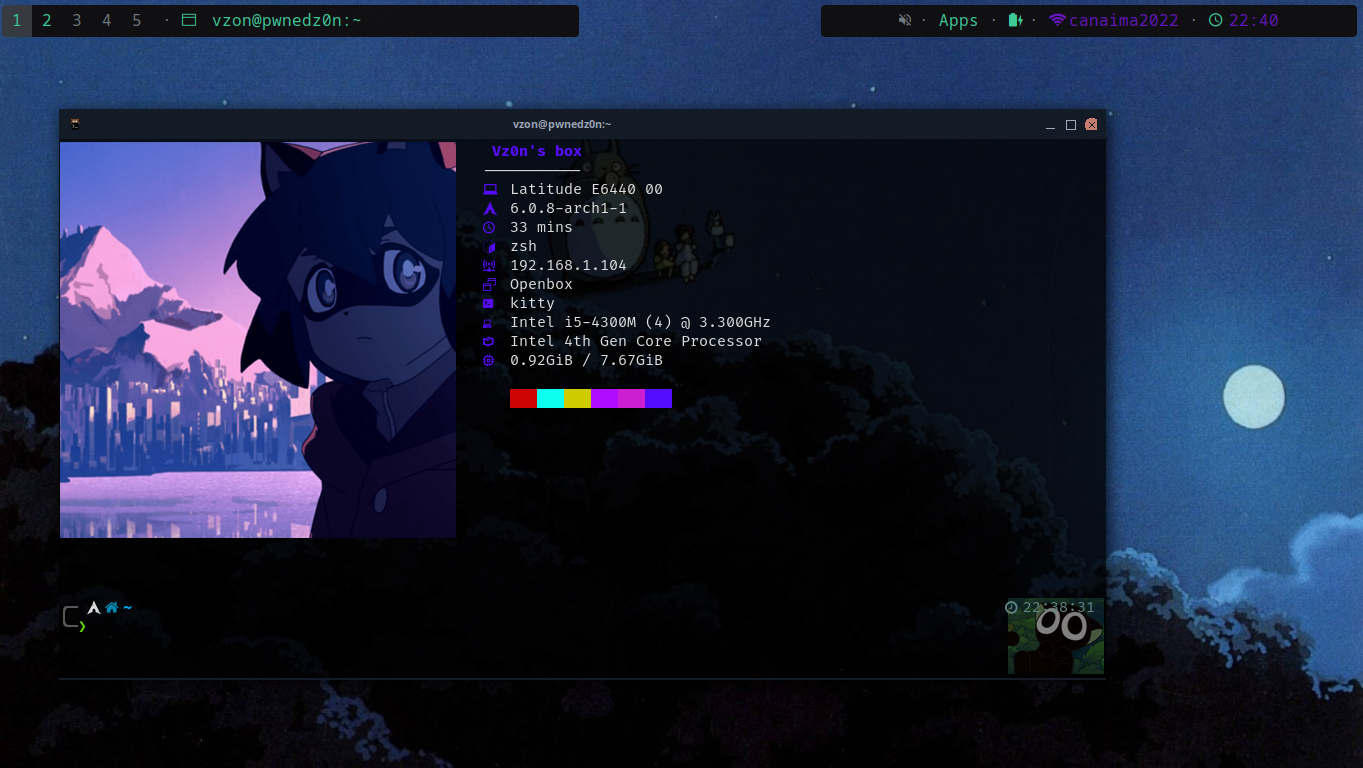 1 2 3 4 5 · vzon@pwnedz0n:~
· Apps · · canaima2022 · 22:40
vzon@pwnedz0n:~
Vz0n's box
Latitude E6440 00
6.0.8-arch1-1
33 mins
zsh
192.168.1.104
Openbox
kitty
Intel i5-4300M (4) @ 3.300GHz
Intel 4th Gen Core Processor
0.92GiB / 7.67GiB
~ 22:38:31
❯